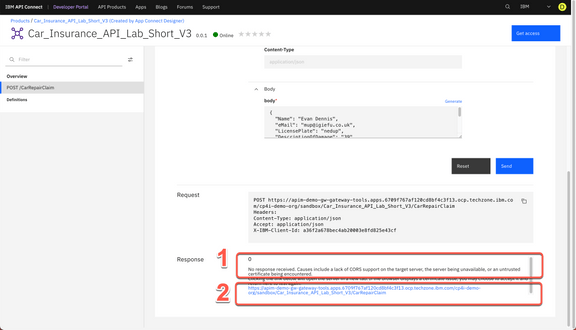 IBM API Connect
Developer Portal
API Products
Apps
Blogs
Forums
Support
IBM
Products / Car_Insurance_API_Lab_Short_V3 (Created by App Connect Designer)
Car_Insurance_API_Lab_Short_V3
0.0.1
Online
Get access
Filter
Overview
POST /CarRepairClaim
Definitions
Content-Type
application/json
Body
body*
Generate
{
"Name": "Evan Dennis",
"eMail": "mup@igiefu.co.uk",
"LicensePlate": "nedup",
"DescriptionOfDamage": "39"
Reset
Send
Request
POST https://apim-demo-gw-gateway-tools.apps.6709f767af120cd8bf4c3f13.ocp.techzone.ibm.co
m/cp4i-demo-org/sandbox/Car_Insurance_API_Lab_Short_V3/CarRepairClaim
Headers:
Content-Type: application/json
Accept: application/json
X-IBM-Client-Id: a36f2a678bec4ab20003e8fd825e43cf
Response
1
0
No response received. Causes include a lack of CORS support on the target server, the server being unavailable, or an untrusted
certificate being encountered.
2
https://apim-demo-gw-gateway-tools.apps.6709f767af120cd8bf4c3f13.ocp.techzone.ibm.com/cp4i-demo-
org/sandbox/Car_Insurance_API_Lab_Short_V3/CarRepairClaim